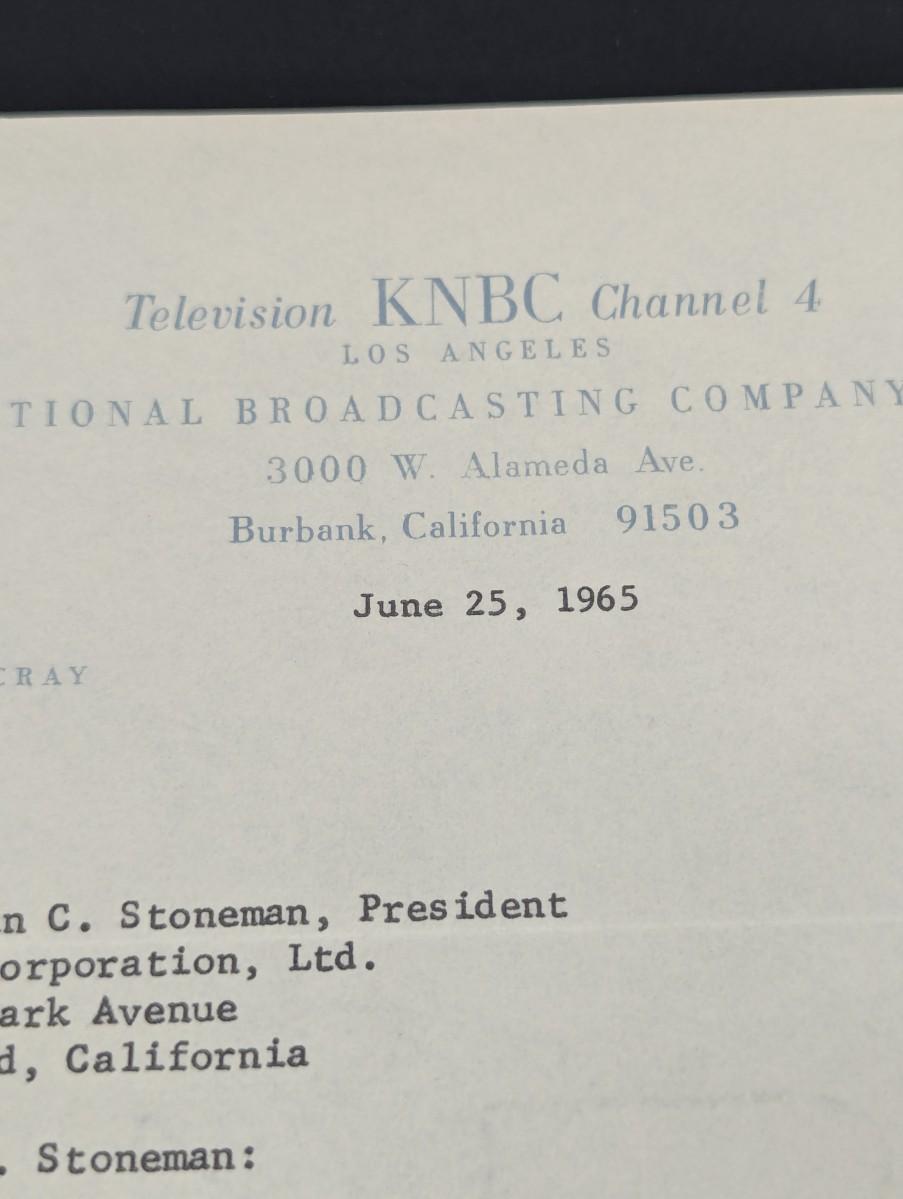 Television KNBC Channel 4
LOS ANGELES
TIONAL BROADCASTING COMPANY
3000 W. Alameda Ave.
Burbank, California 91503
June 25, 1965
CRAY
n C. Stoneman, President
orporation, Ltd.
ark Avenue
d, California
. Stoneman: